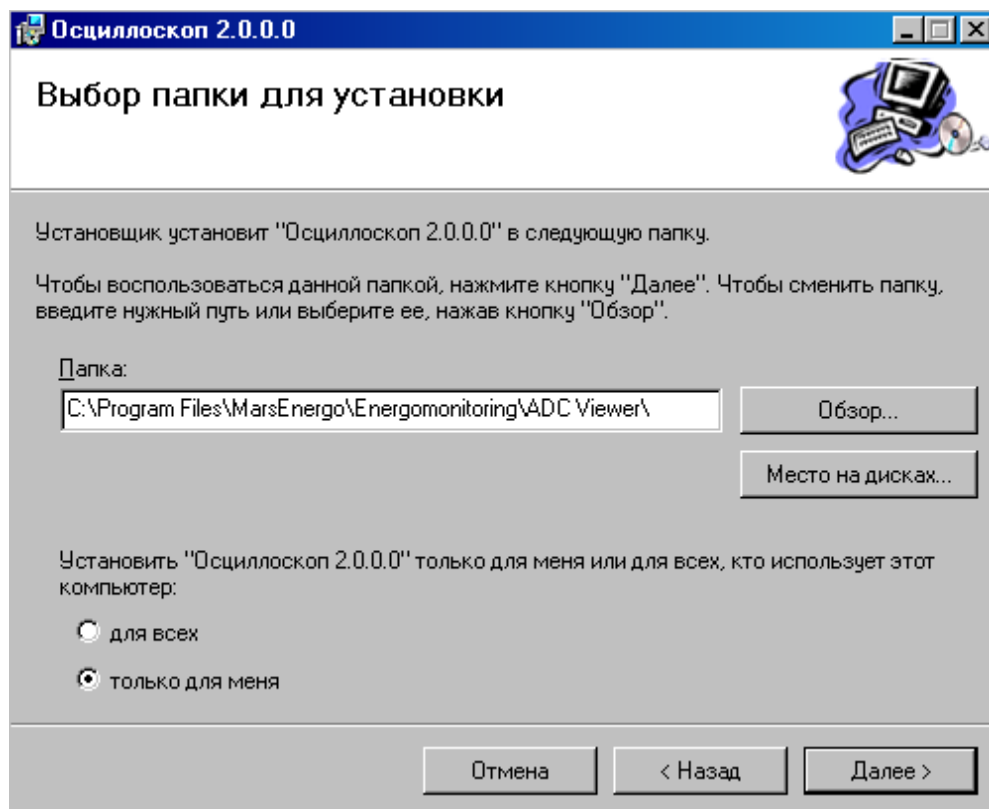 Осциллоскоп 2.0.0.0
Выбор папки для установки
Установщик установит "Осциллоскоп 2.0.0.0" в следующую папку.
Чтобы воспользоваться данной папкой, нажмите кнопку "Далее". Чтобы сменить папку,
введите нужный путь или выберите ее, нажав кнопку "Обзор".
Папка:
C:\Program Files\MarsEnergo\Energomonitoring\ADC Viewer\
Обзор...
Место на дисках...
Установить "Осциллоскоп 2.0.0.0" только для меня или для всех, кто использует этот
компьютер:
для всех
только для меня
Отмена
< Назад
Далее >